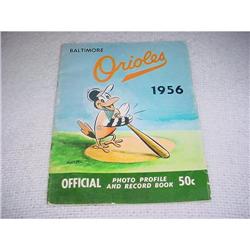 BALTIMORE
Orioles
1956
OFFICIAL PHOTO PROFILE
AND RECORD BOOK 50c